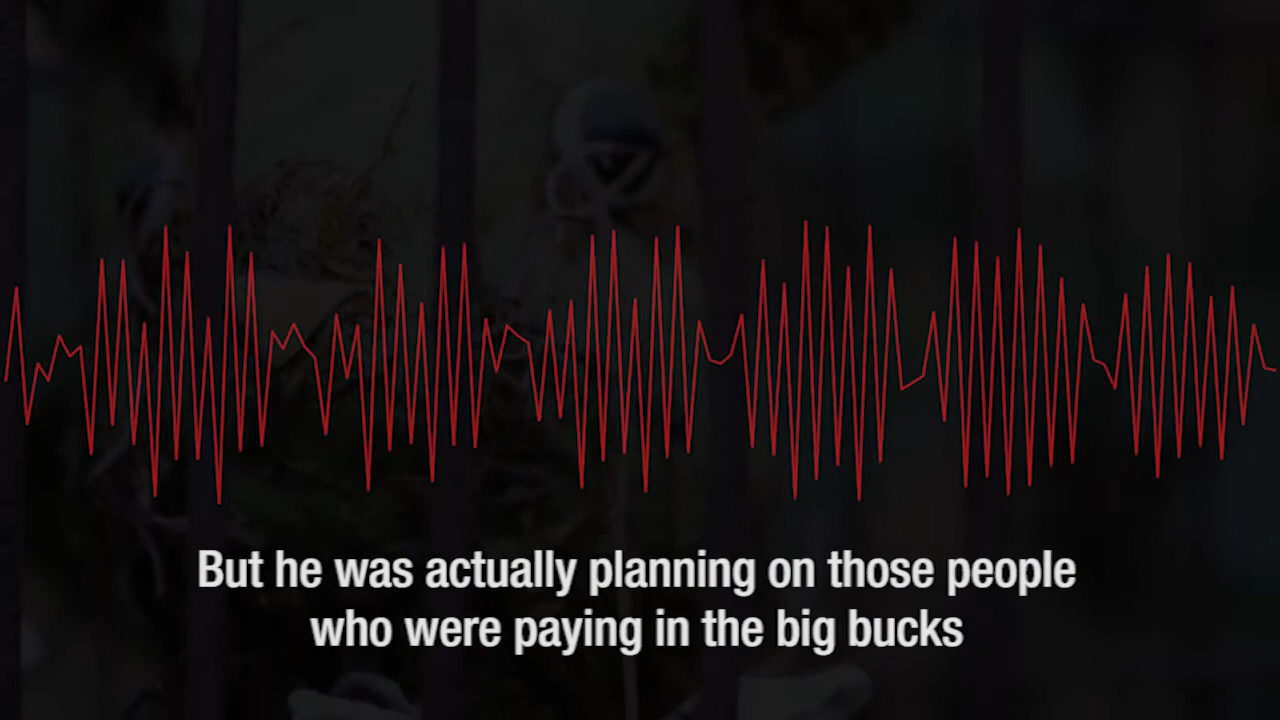 But he was actually planning on those people
who were paying in the big bucks